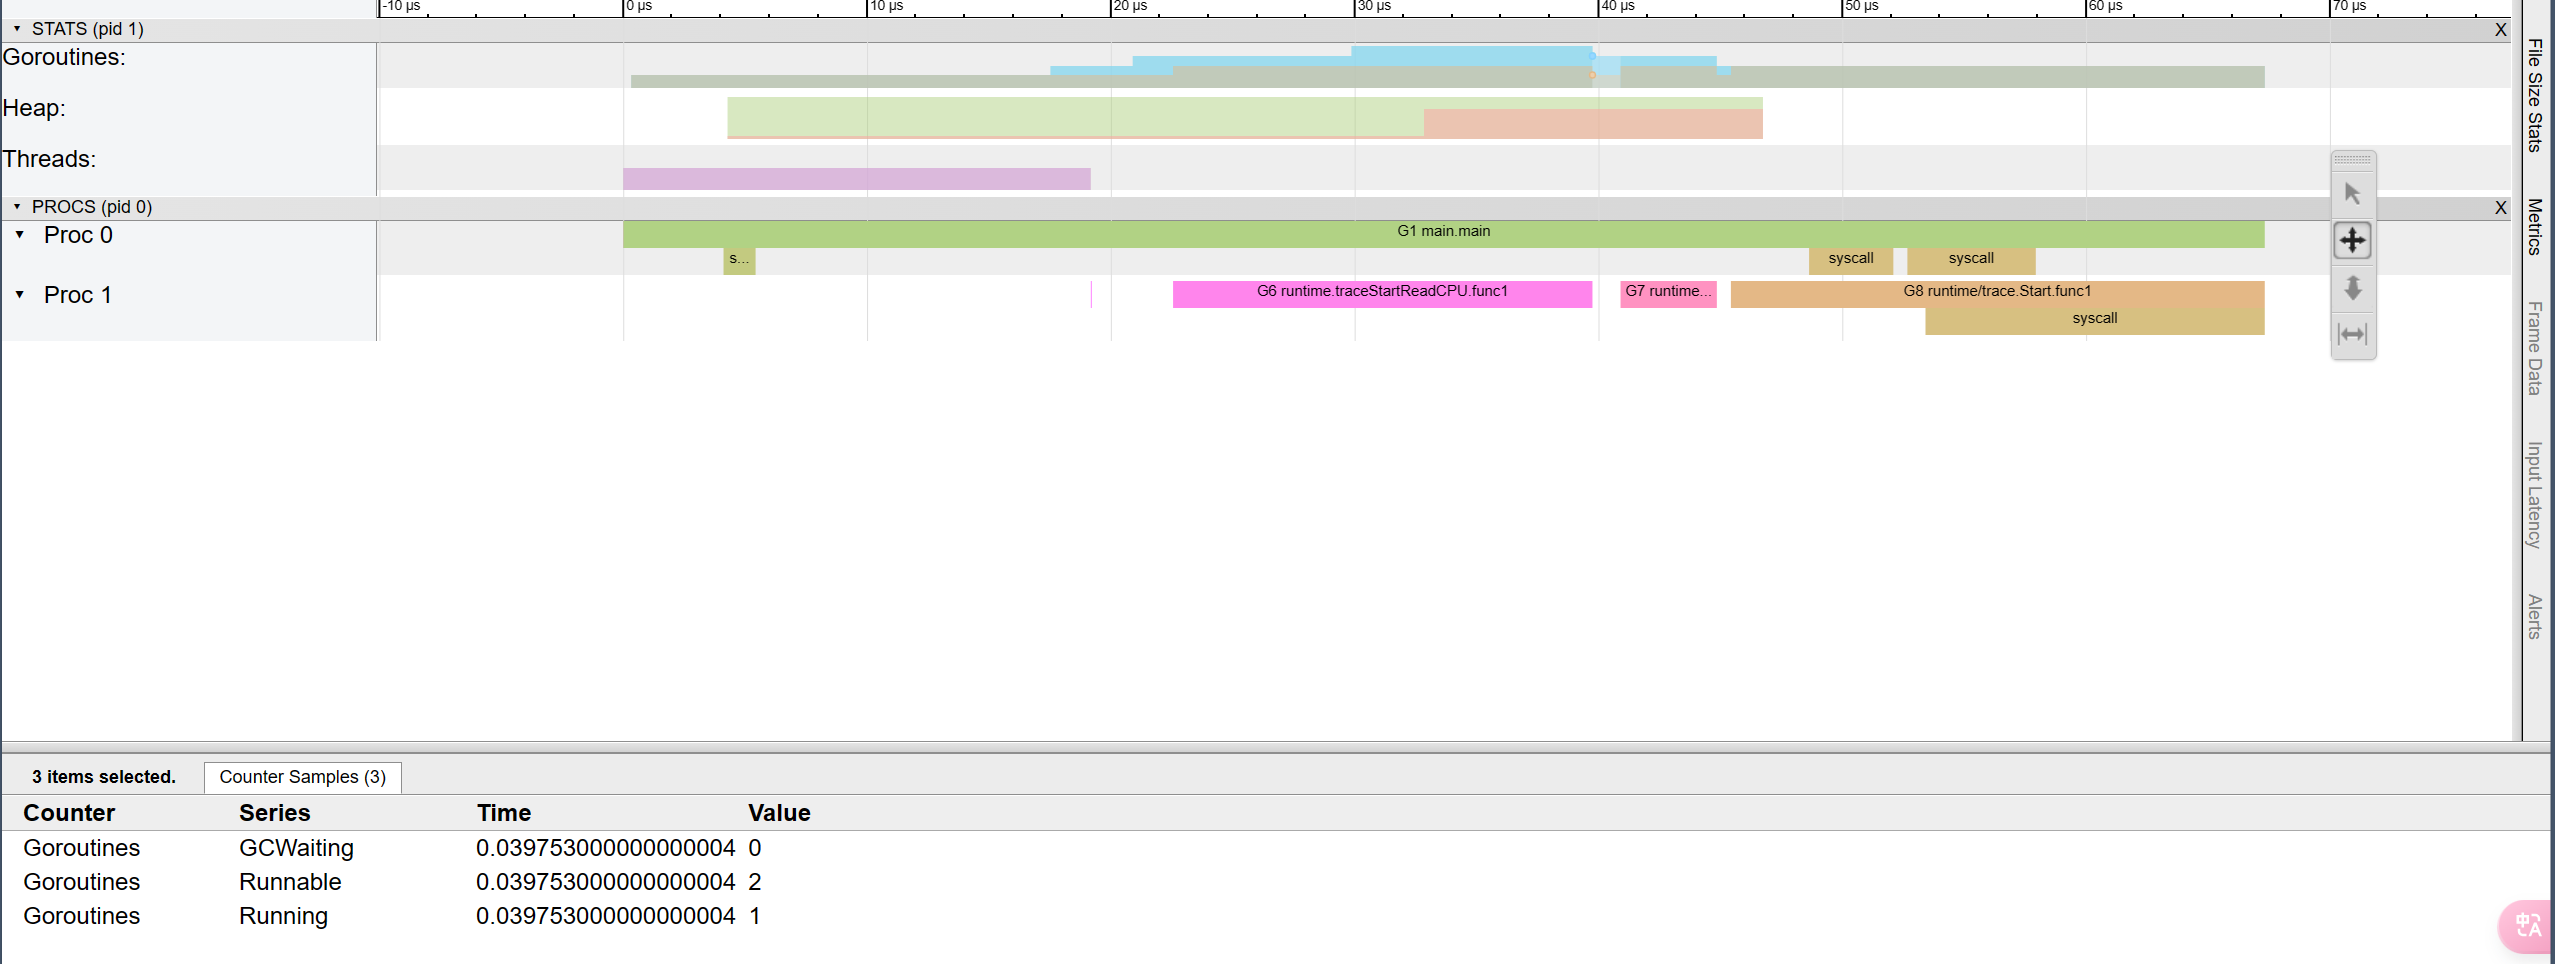 -10 µs 0 µs 10 µs 20 µs 30 µs 40 µs 50 µs 60 µs 70 µs
STATS (pid 1) X
Goroutines:
Heap:
Threads:
PROCS (pid 0) X
Proc 0 G1 main.main
s... syscall syscall
Proc 1 G6 runtime.traceStartReadCPU.func1 G7 runtime... G8 runtime/trace.Start.func1
syscall
File Size Stats
Metrics
Frame Data
Input Latency
Alerts
3 items selected. Counter Samples (3)
Counter Series Time Value
Goroutines GCWaiting 0.039753000000000004 0
Goroutines Runnable 0.039753000000000004 2
Goroutines Running 0.039753000000000004 1
中A